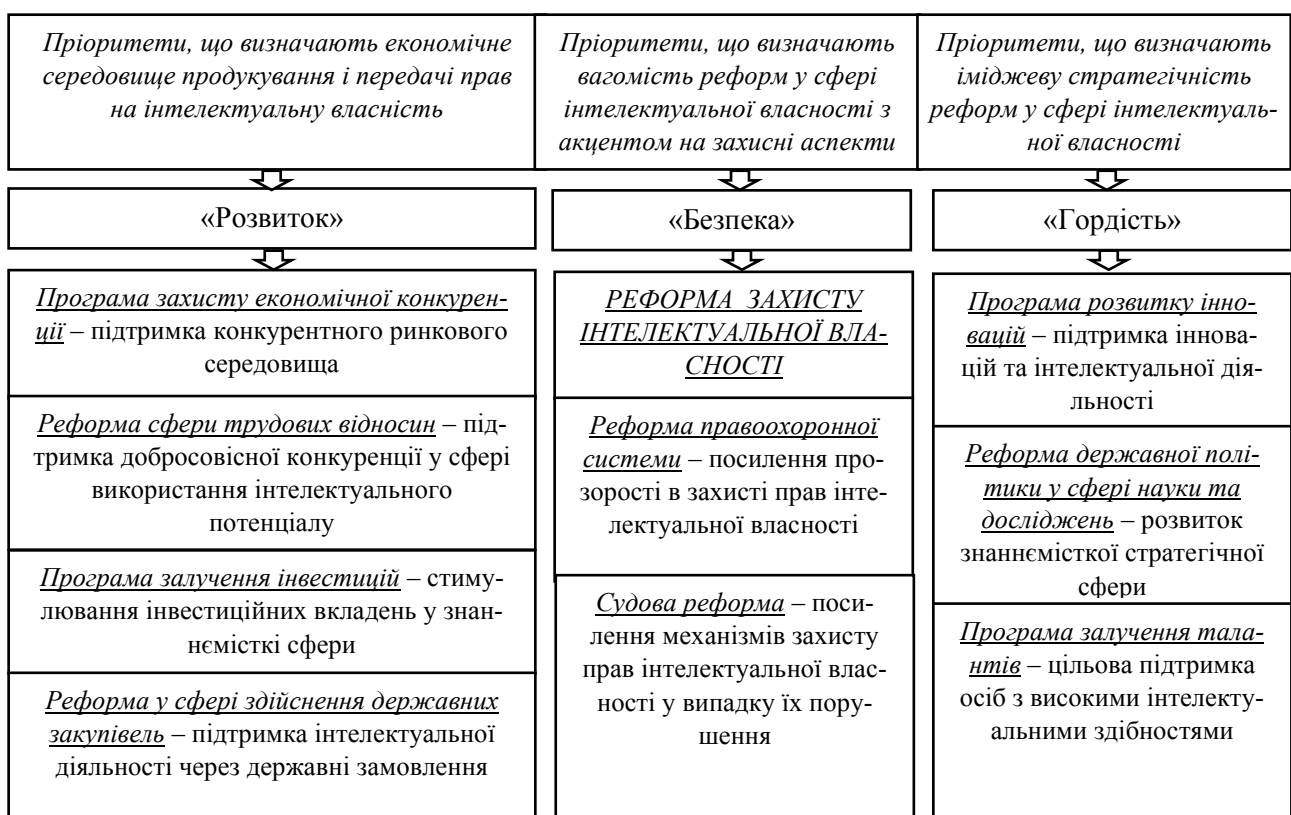 Пріоритети, що визначають економічне
середовище продукування і передачі прав
на інтелектуальну власність
Пріоритети, що визначають
вагомість реформ у сфері
інтелектуальної власності з
акцентом на захисні аспекти
Пріоритети, що визначають
іміджеву стратегічність
реформ у сфері інтелектуаль-
ної власності
«Розвиток»
«Безпека»
«Гордість»
Програма захисту економічної конкурен-
ції – підтримка конкурентного ринкового
середовища
Реформа сфери трудових відносин – під-
тримка добросовісної конкуренції у сфері
використання інтелектуального
потенціалу
Програма залучення інвестицій – стиму-
лювання інвестиційних вкладень у знан-
нємісткі сфери
Реформа у сфері здійснення державних
закупівель – підтримка інтелектуальної
діяльності через державні замовлення
РЕФОРМА ЗАХИСТУ
ІНТЕЛЕКТУАЛЬНОЇ ВЛА-
СНОСТІ
Реформа правоохоронної
системи – посилення про-
зорості в захисті прав інте-
лектуальної власності
Судова реформа – поси-
лення механізмів захисту
прав інтелектуальної влас-
ності у випадку їх пору-
шення
Програма розвитку інно-
вацій – підтримка іннова-
цій та інтелектуальної дія-
льності
Реформа державної полі-
тики у сфері науки та
досліджень – розвиток
знаннємісткої стратегічної
сфери
Програма залучення тала-
нтів – цільова підтримка
осіб з високими інтелекту-
альними здібностями